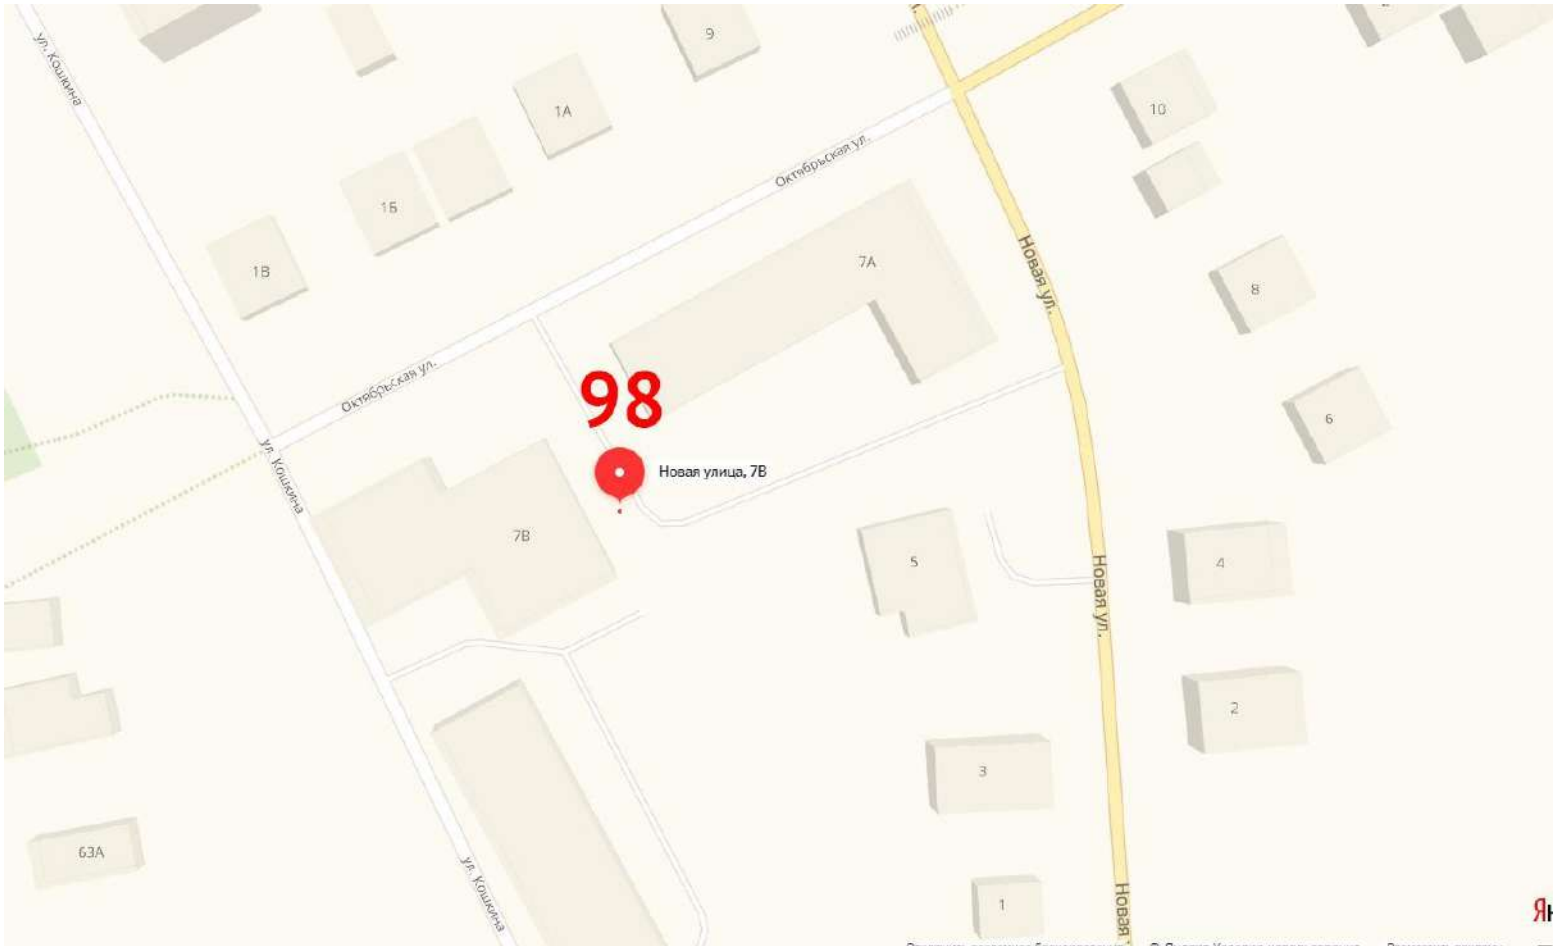 ул. Кошкина
9
1А
10
Октябрьская ул.
1Б
7А
Новая ул.
1В
8
Октябрьская ул.
98
6
ул. Кошкина
Новая улица, 7В
7В
5
4
Новая ул.
2
3
63А
ул. Кошкина
1
Новая